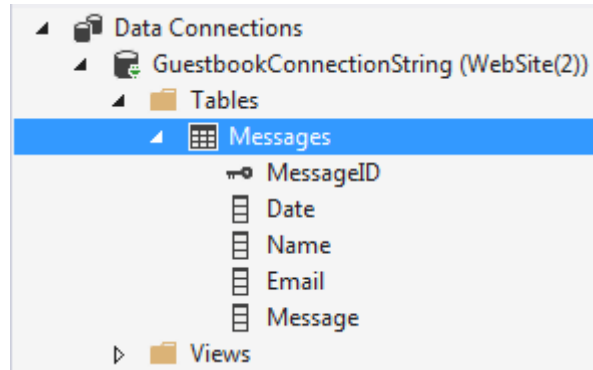 Data Connections
GuestbookConnectionString (WebSite(2))
Tables
Messages
MessageID
Date
Name
Email
Message
Views